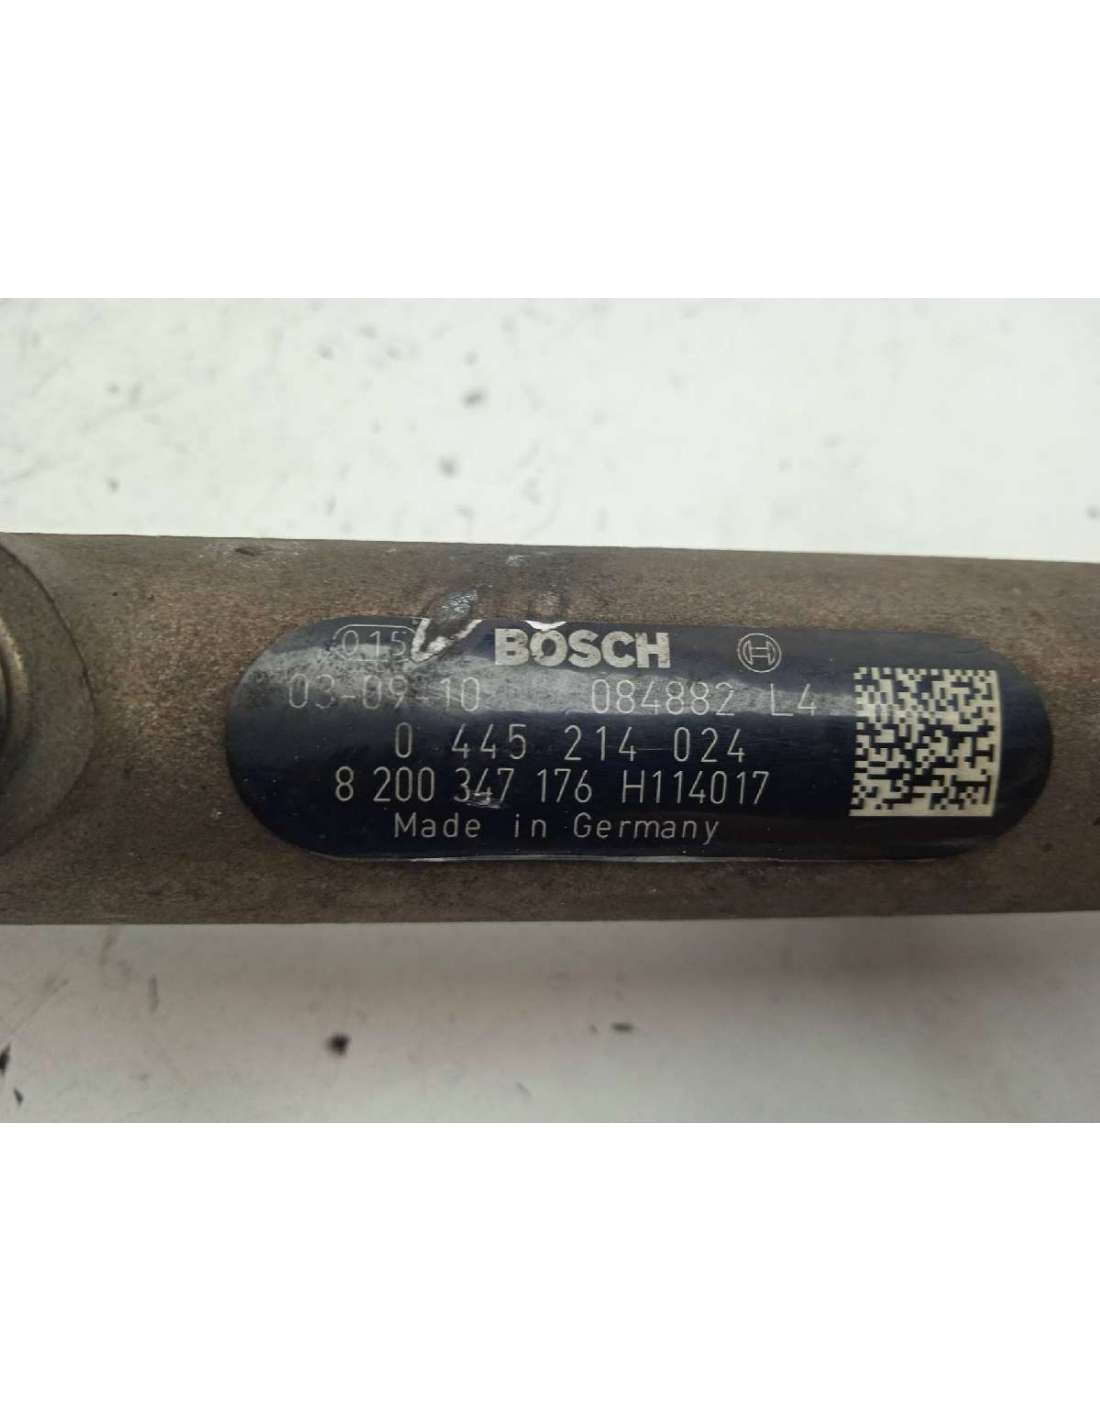 015 BOSCH
03-09-10 084882 L4
0 445 214 024
8 200 347 176 H114017
Made in Germany